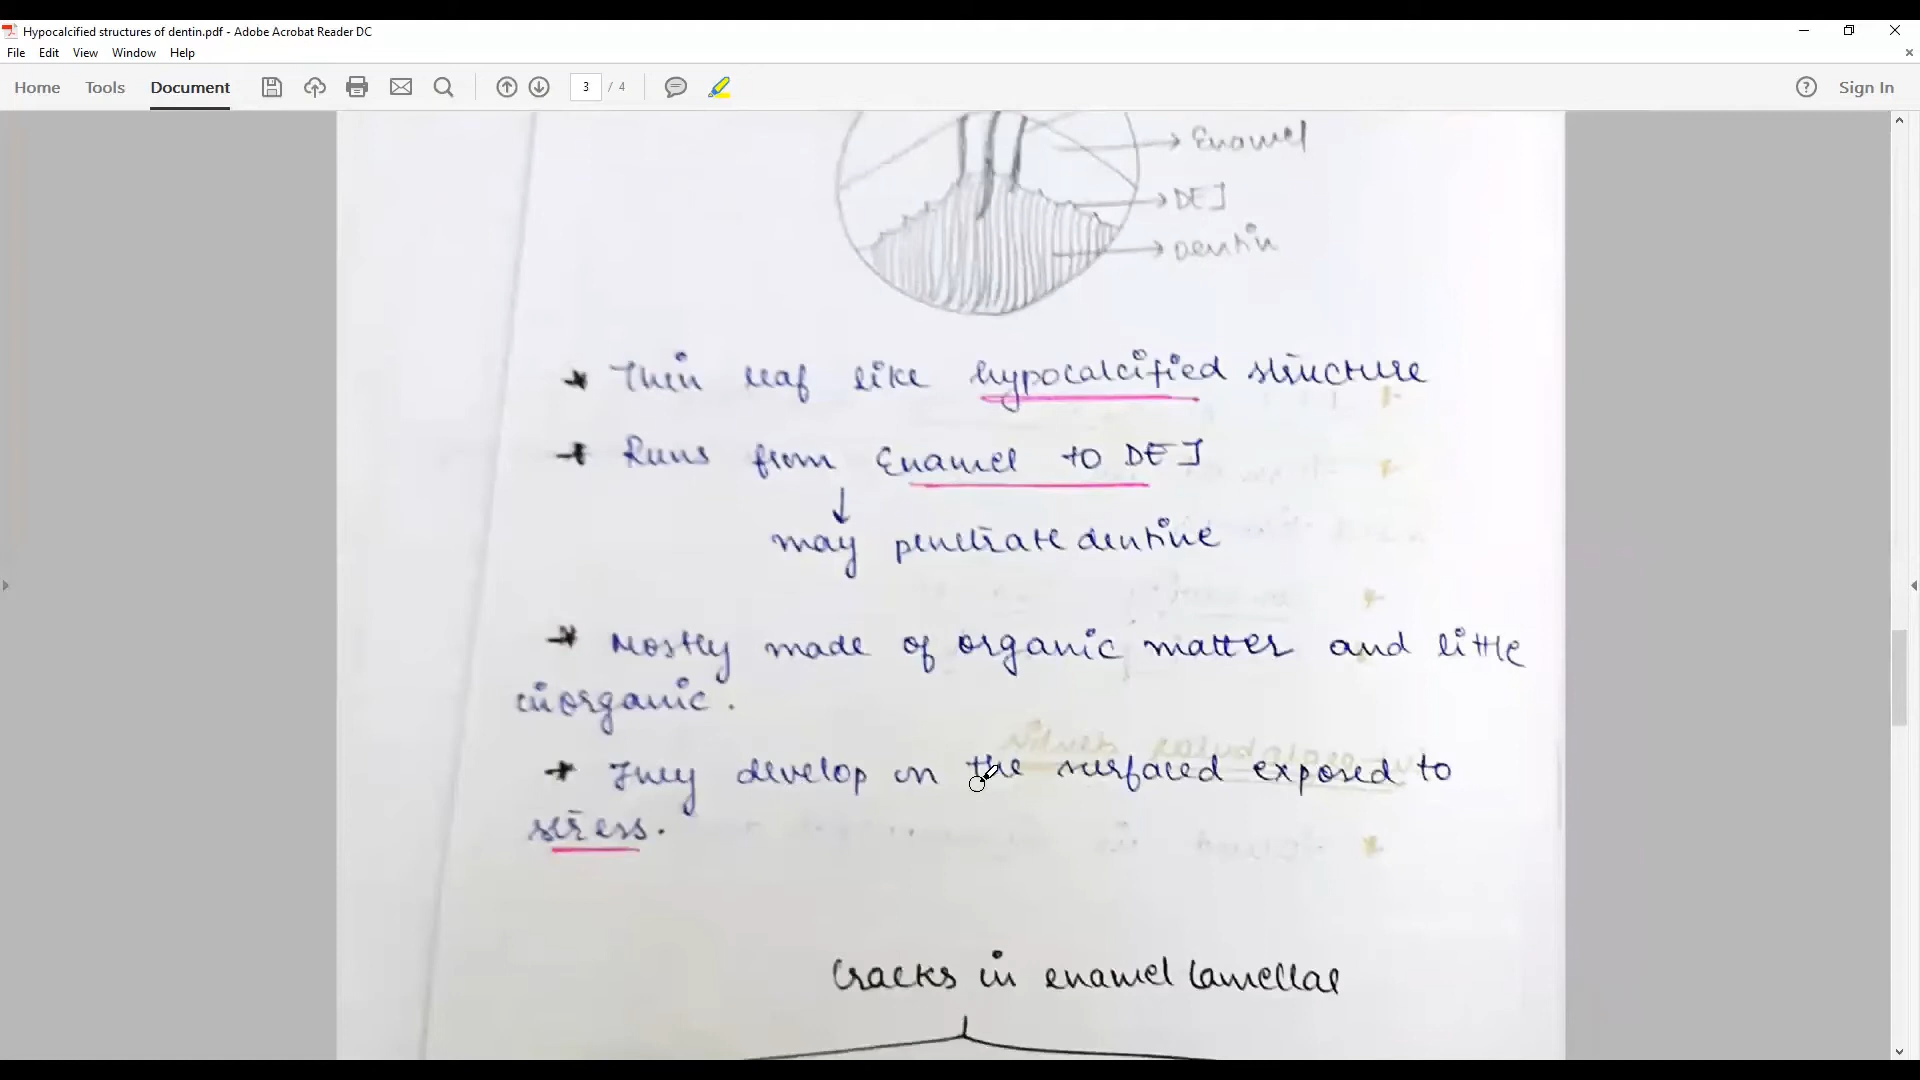 Hypocalcified structures of dentin.pdf - Adobe Acrobat Reader DC
File Edit View Window Help
Home Tools Document 3 / 4 Sign In
Enamel
DEJ
Dentin
Thin leaf like hypocalcified structure
Runs from Enamel to DEJ
↓
may penetrate dentine
Mostly made of organic matter and little
inorganic.
They develop in the surfaced exposed to
stress.
Cracks in enamel lamellae